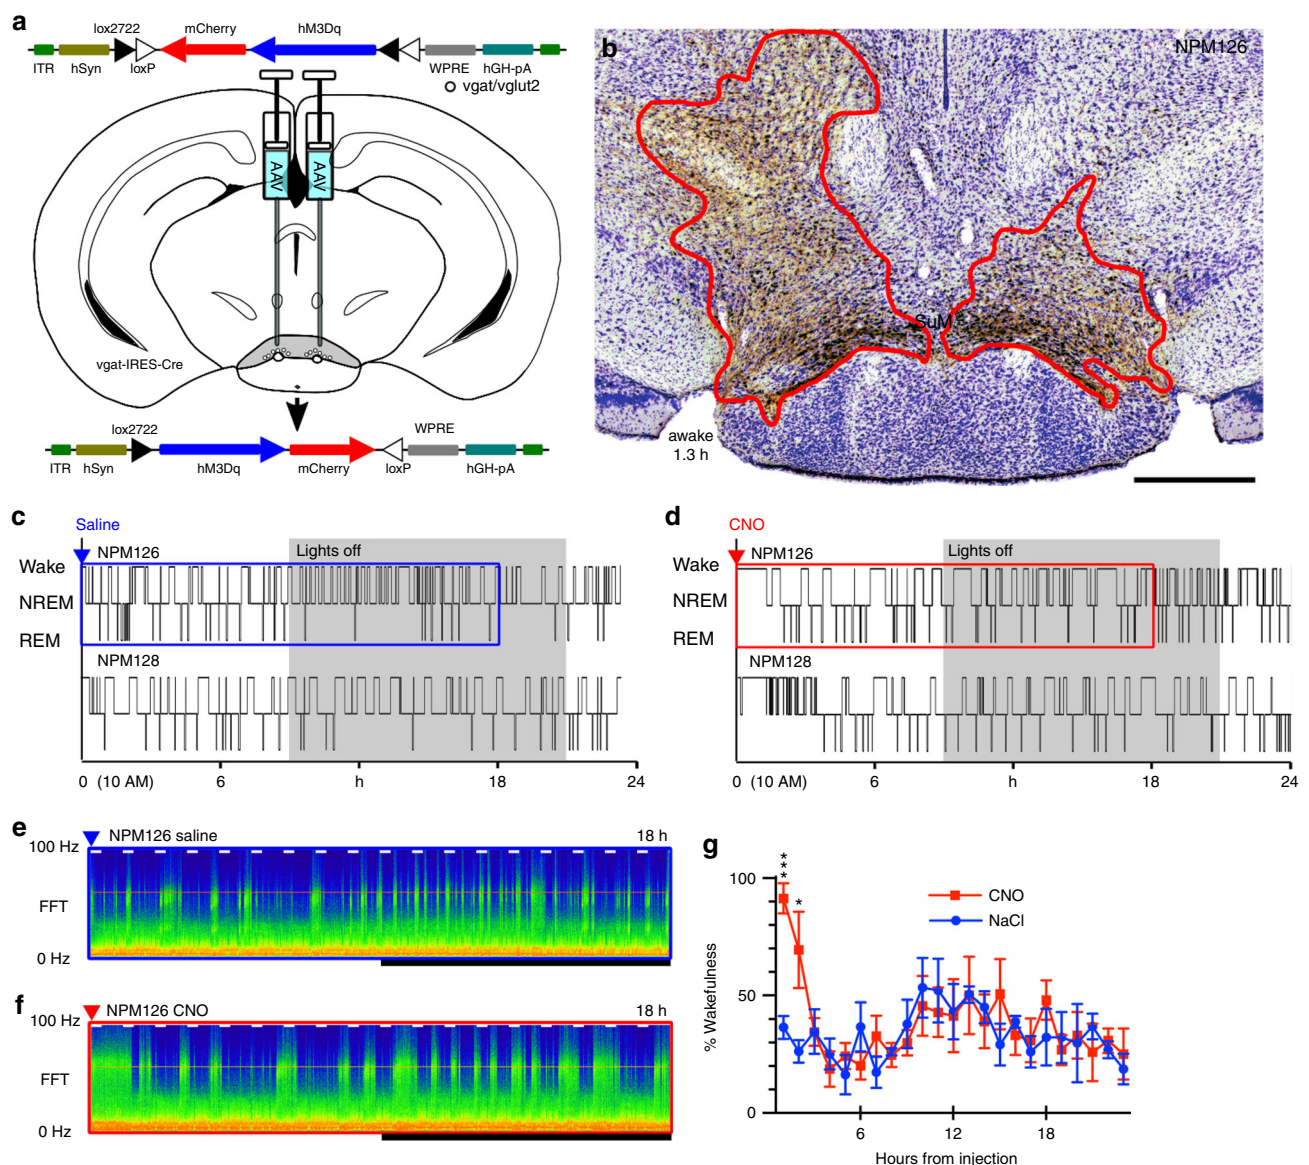 a
lox2722
mCherry
hM3Dq
ITR
hSyn
loxP
WPRE
hGH-pA
vgat/vglut2
AAV
AAV
vgat-IRES-Cre
lox2722
WPRE
ITR
hSyn
hM3Dq
mCherry
loxP
hGH-pA
b
NPM126
SuM
awake
1.3 h
c
Saline
NPM126
Lights off
Wake
NREM
REM
NPM128
0 (10 AM)
6
h
18
24
d
CNO
NPM126
Lights off
Wake
NREM
REM
NPM128
0 (10 AM)
6
h
18
24
e
NPM126 saline
18 h
100 Hz
FFT
0 Hz
f
NPM126 CNO
18 h
100 Hz
FFT
0 Hz
g
***
*
CNO
NaCl
% Wakefulness
100
50
0
6
12
18
Hours from injection